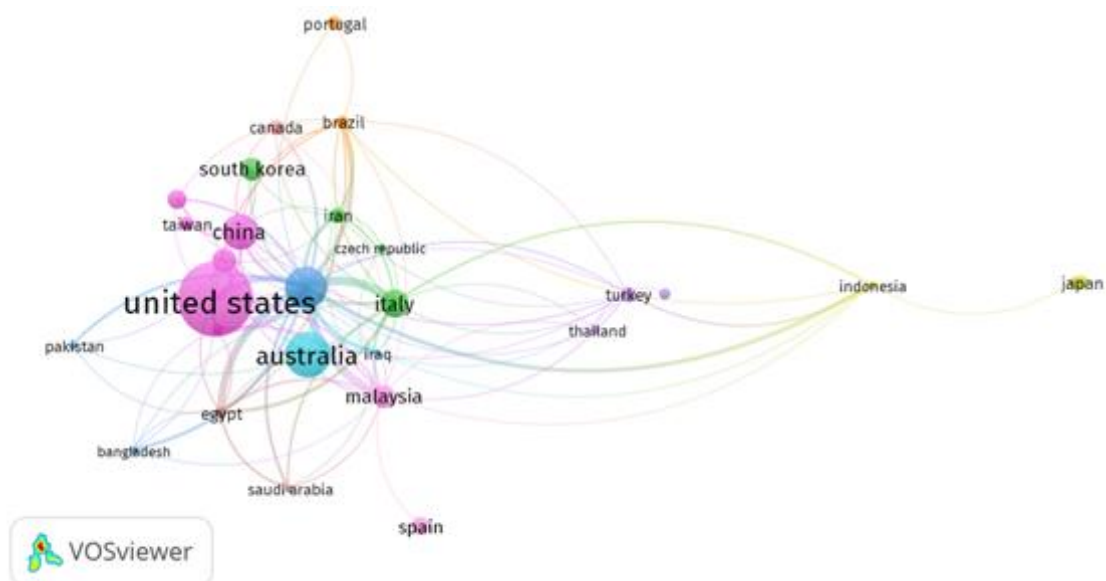 portugal
canada
brazil
south korea
taiwan
china
iran
czech republic
united states
italy
turkey
indonesia
japan
thailand
pakistan
australia
iraq
malaysia
egypt
bangladesh
saudi arabia
spain
VOSviewer